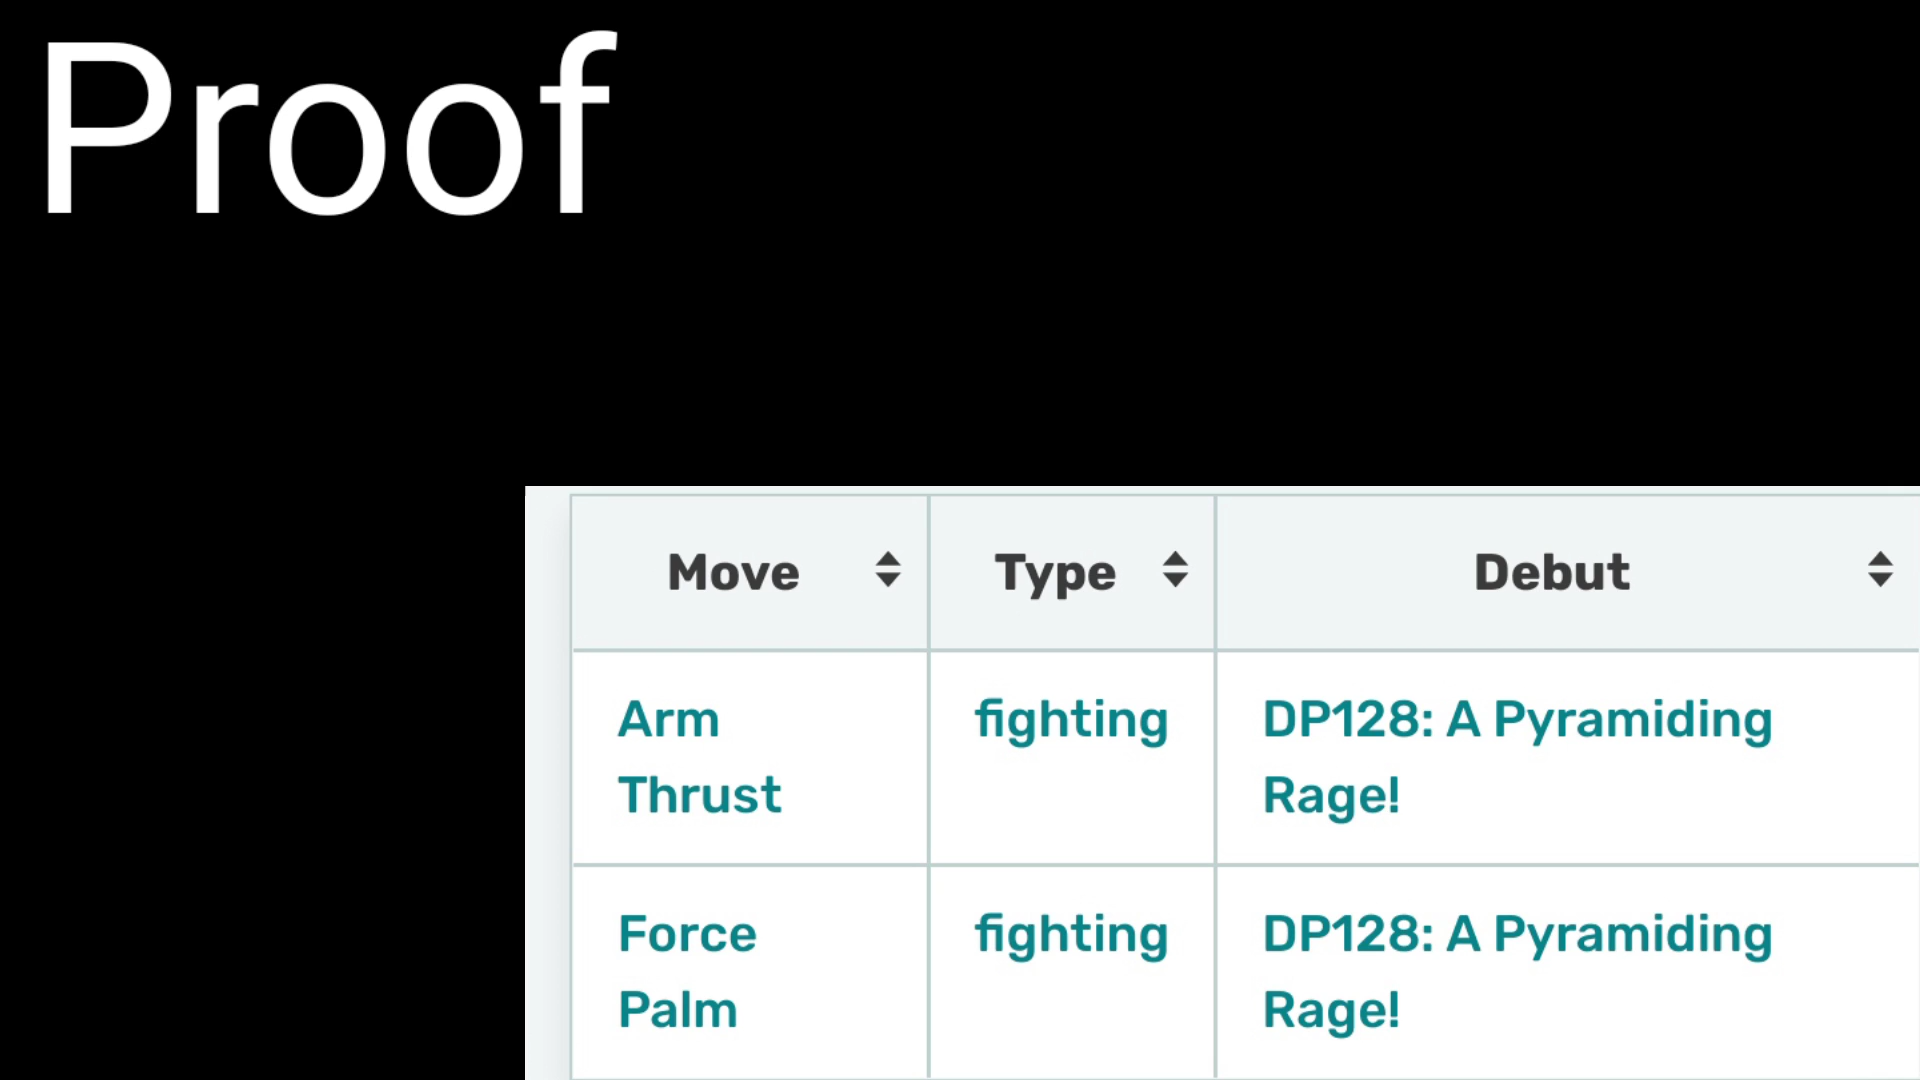 Proof
Move Type Debut
Arm fighting DP128: A Pyramiding
Thrust Rage!
Force fighting DP128: A Pyramiding
Palm Rage!